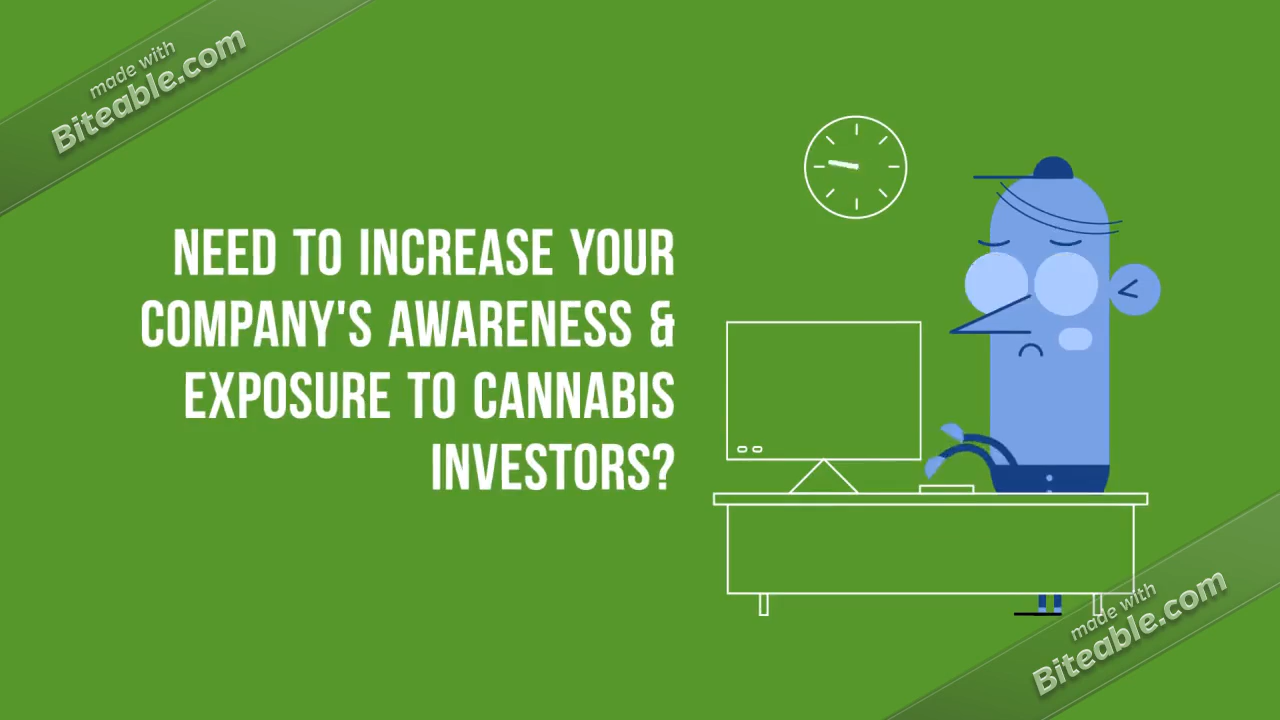 made with
Biteable.com
NEED TO INCREASE YOUR
COMPANY'S AWARENESS &
EXPOSURE TO CANNABIS
INVESTORS?
made with
Biteable.com